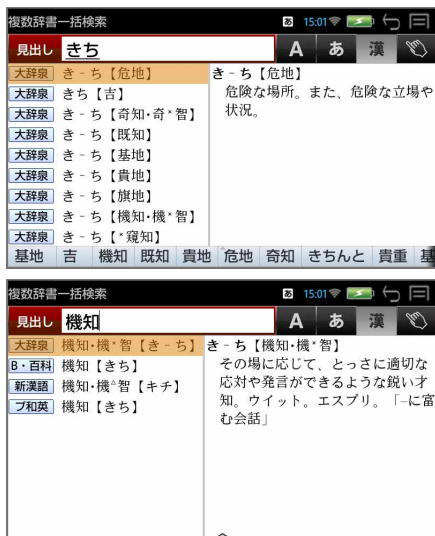 複数辞書一括検索 あ 15:01
見出し きち A あ 漢
大辞泉 き‐ち【危地】
大辞泉 きち【吉】
大辞泉 き‐ち【奇知・奇×智】
大辞泉 き‐ち【既知】
大辞泉 き‐ち【基地】
大辞泉 き‐ち【貴地】
大辞泉 き‐ち【旗地】
大辞泉 き‐ち【機知・機×智】
大辞泉 き‐ち【×窺知】
き‐ち【危地】
危険な場所。また、危険な立場や
状況。
基地 吉 機知 既知 貴地 危地 奇知 きちんと 貴重 基
複数辞書一括検索 あ 15:01
見出し 機知 A あ 漢
大辞泉 機知・機×智【き‐ち】
B・百科 機知【きち】
新漢語 機知・機△智【キチ】
プ和英 機知【きち】
き‐ち【機知・機×智】
その場に応じて、とっさに適切な
応対や発言ができるような鋭い才
知。ウイット。エスプリ。「―に富
む会話」